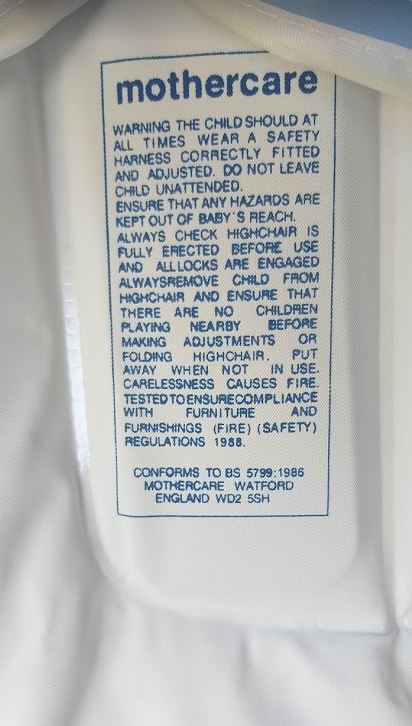 mothercare
WARNING THE CHILD SHOULD AT
ALL TIMES WEAR A SAFETY
HARNESS CORRECTLY FITTED
AND ADJUSTED. DO NOT LEAVE
CHILD UNATTENDED.
ENSURE THAT ANY HAZARDS ARE
KEPT OUT OF BABY'S REACH.
ALWAYS CHECK HIGHCHAIR IS
FULLY ERECTED BEFORE USE
AND ALL LOCKS ARE ENGAGED
ALWAYS REMOVE CHILD FROM
HIGHCHAIR AND ENSURE THAT
THERE ARE NO CHILDREN
PLAYING NEARBY BEFORE
MAKING ADJUSTMENTS OR
FOLDING HIGHCHAIR. PUT
AWAY WHEN NOT IN USE.
CARELESSNESS CAUSES FIRE.
TESTED TO ENSURE COMPLIANCE
WITH FURNITURE AND
FURNISHINGS (FIRE) (SAFETY)
REGULATIONS 1988.
CONFORMS TO BS 5799:1986
MOTHERCARE WATFORD
ENGLAND WD2 5SH